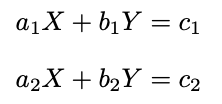 a₁X + b₁Y = c₁
a₂X + b₂Y = c₂